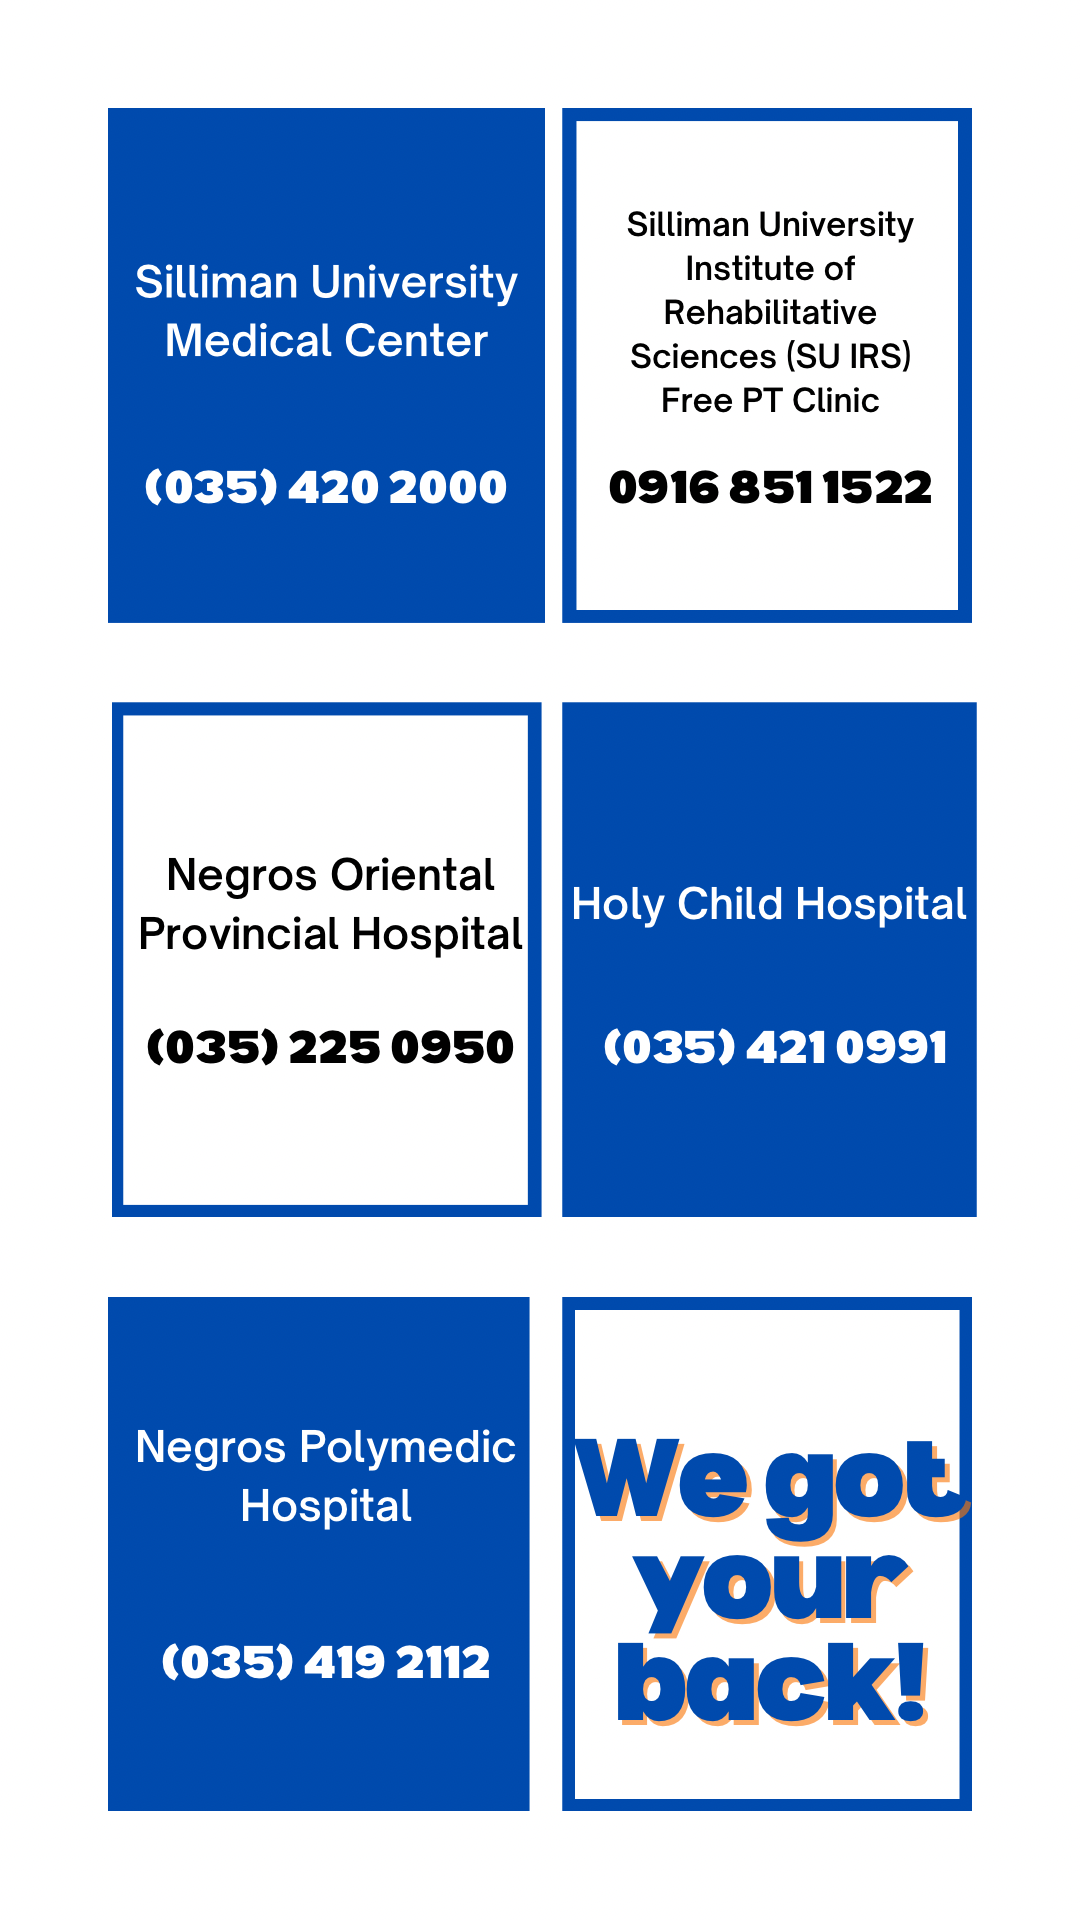 Silliman University
Medical Center
(035) 420 2000
Silliman University
Institute of
Rehabilitative
Sciences (SU IRS)
Free PT Clinic
0916 851 1522
Negros Oriental
Provincial Hospital
(035) 225 0950
Holy Child Hospital
(035) 421 0991
Negros Polymedic
Hospital
(035) 419 2112
We got
your
back!